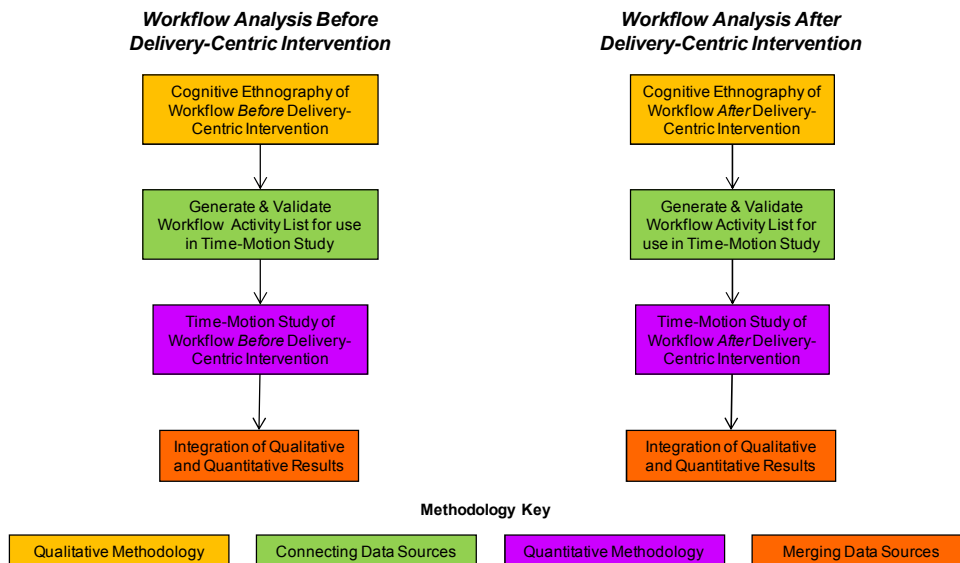 Workflow Analysis Before
Delivery-Centric Intervention
Cognitive Ethnography of
Workflow Before Delivery-
Centric Intervention
Generate & Validate
Workflow Activity List for use
in Time-Motion Study
Time-Motion Study of
Workflow Before Delivery-
Centric Intervention
Integration of Qualitative
and Quantitative Results
Workflow Analysis After
Delivery-Centric Intervention
Cognitive Ethnography of
Workflow After Delivery-
Centric Intervention
Generate & Validate
Workflow Activity List for
use in Time-Motion Study
Time-Motion Study of
Workflow After Delivery-
Centric Intervention
Integration of Qualitative
and Quantitative Results
Methodology Key
Qualitative Methodology
Connecting Data Sources
Quantitative Methodology
Merging Data Sources